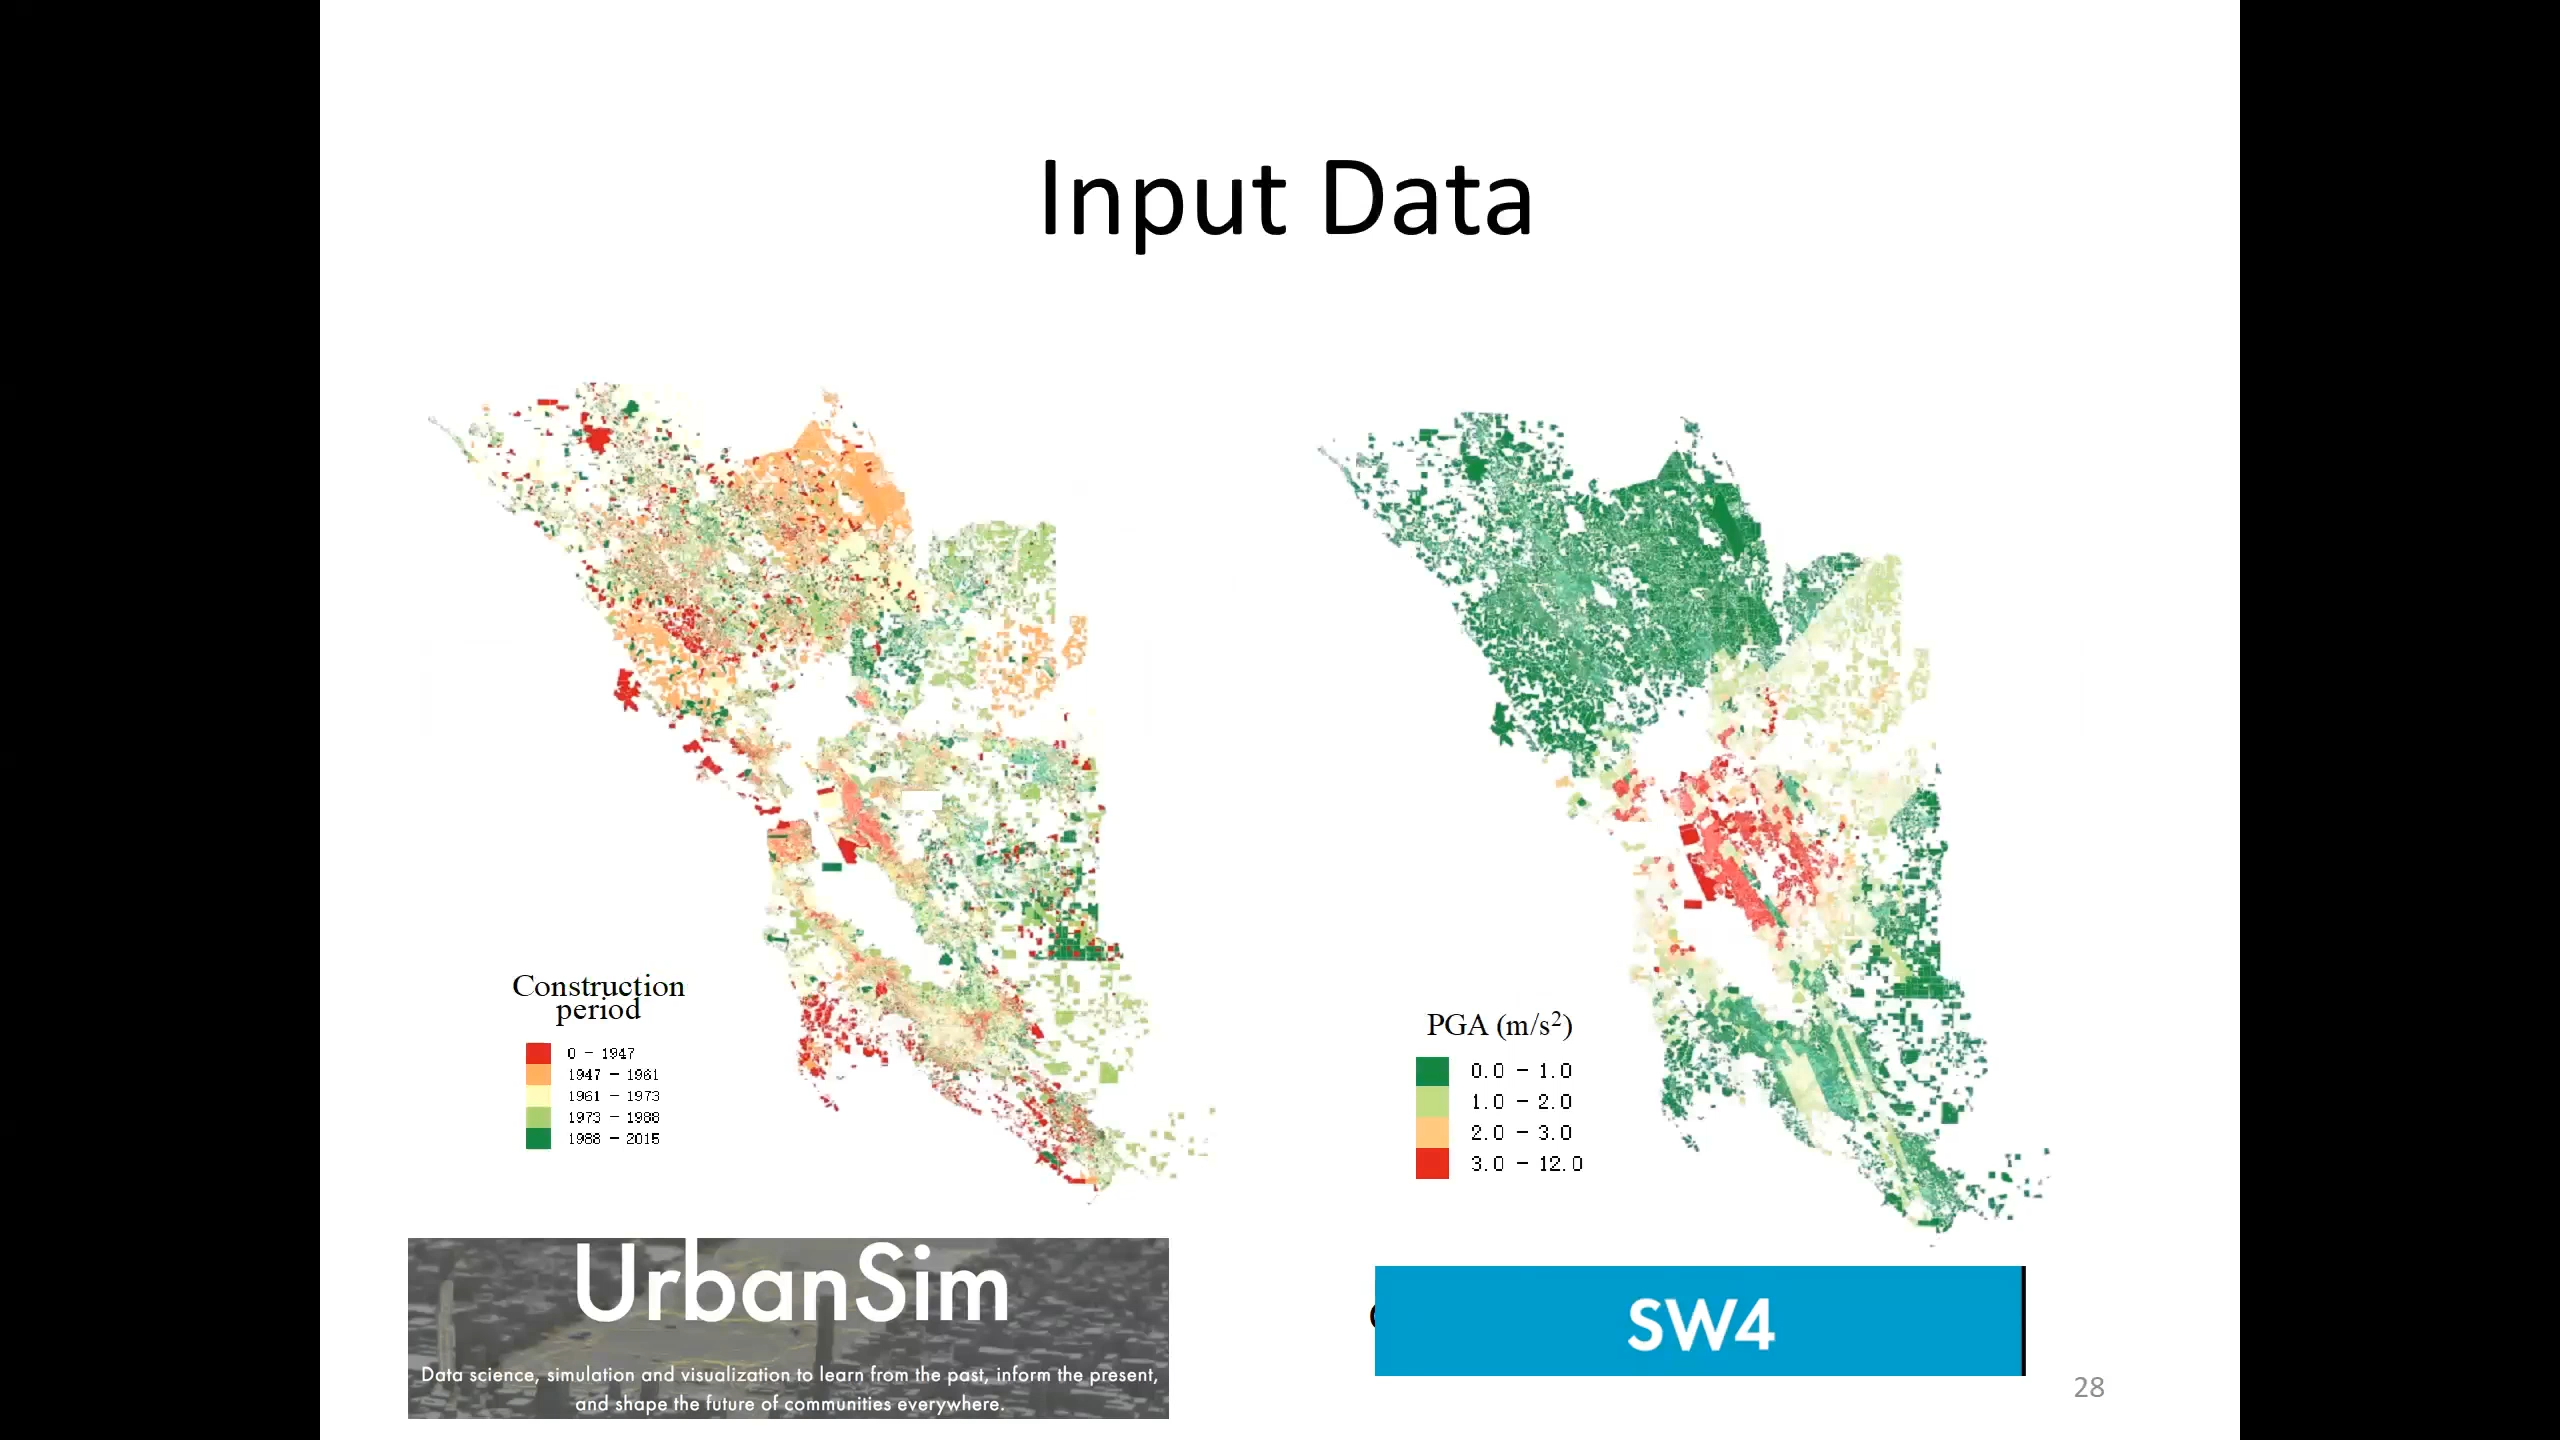 Input Data
Construction
period
0 - 1947
1947 - 1961
1961 - 1973
1973 - 1988
1988 - 2015
PGA (m/s²)
0.0 - 1.0
1.0 - 2.0
2.0 - 3.0
3.0 - 12.0
UrbanSim
Data science, simulation and visualization to learn from the past, inform the present,
and shape the future of communities everywhere.
SW4
28